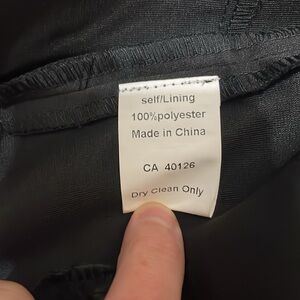 self/Lining
100%polyester
Made in China
CA 40126
Dry Clean Only